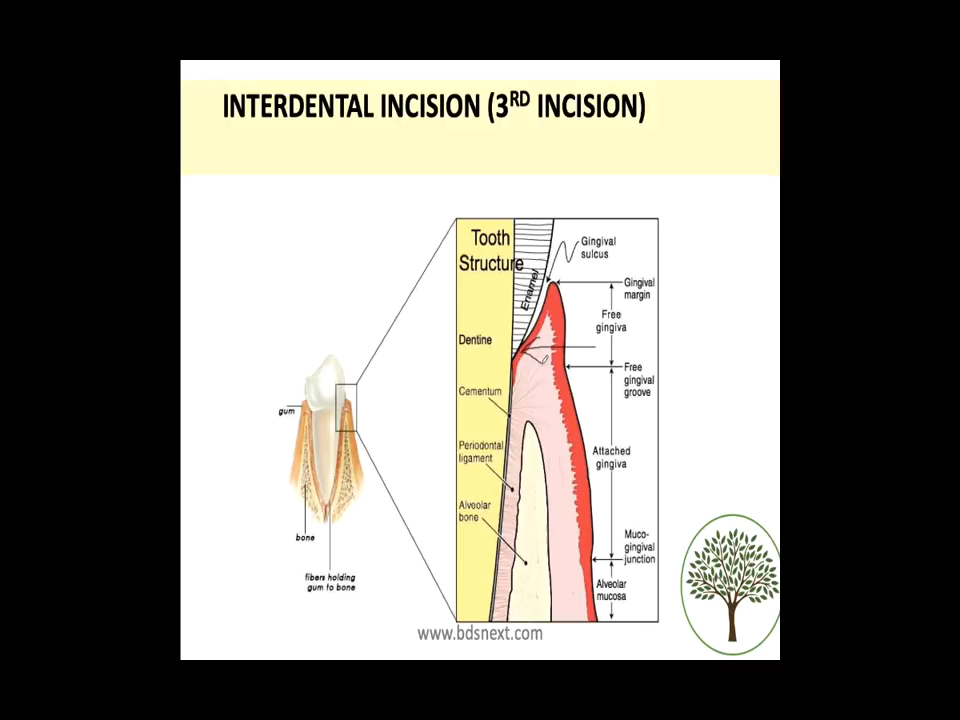 INTERDENTAL INCISION (3RD INCISION)
Tooth
Structure
Enamel
Gingival
sulcus
Gingival
margin
Free
gingiva
Dentine
Free
gingival
groove
Cementum
gum
Periodontal
ligament
Attached
gingiva
Alveolar
bone
bone
Muco-
gingival
junction
fibers holding
gum to bone
Alveolar
mucosa
www.bdsnext.com